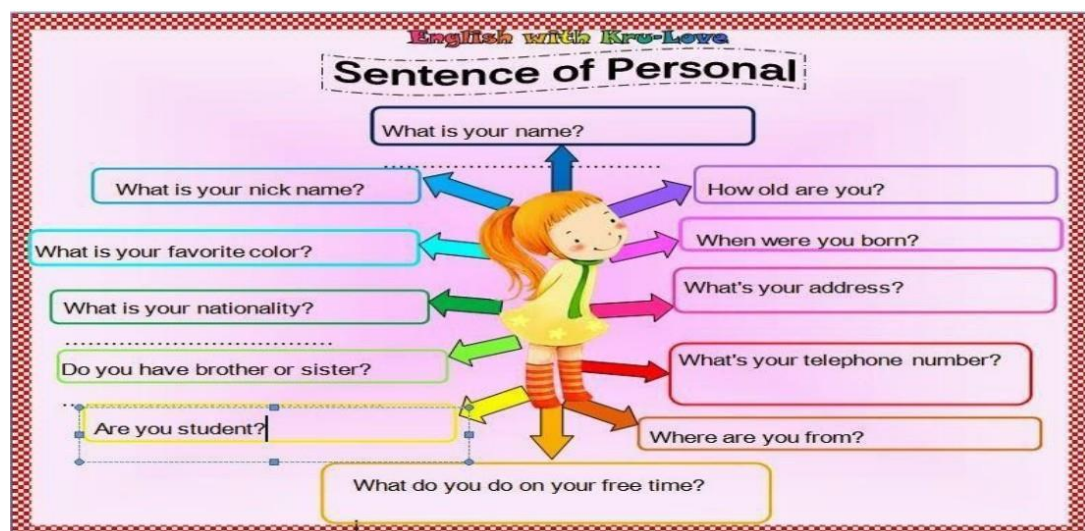 English with Kru-Love
Sentence of Personal
What is your name?
What is your nick name?
How old are you?
What is your favorite color?
When were you born?
What is your nationality?
What's your address?
Do you have brother or sister?
What's your telephone number?
Are you student?
Where are you from?
What do you do on your free time?